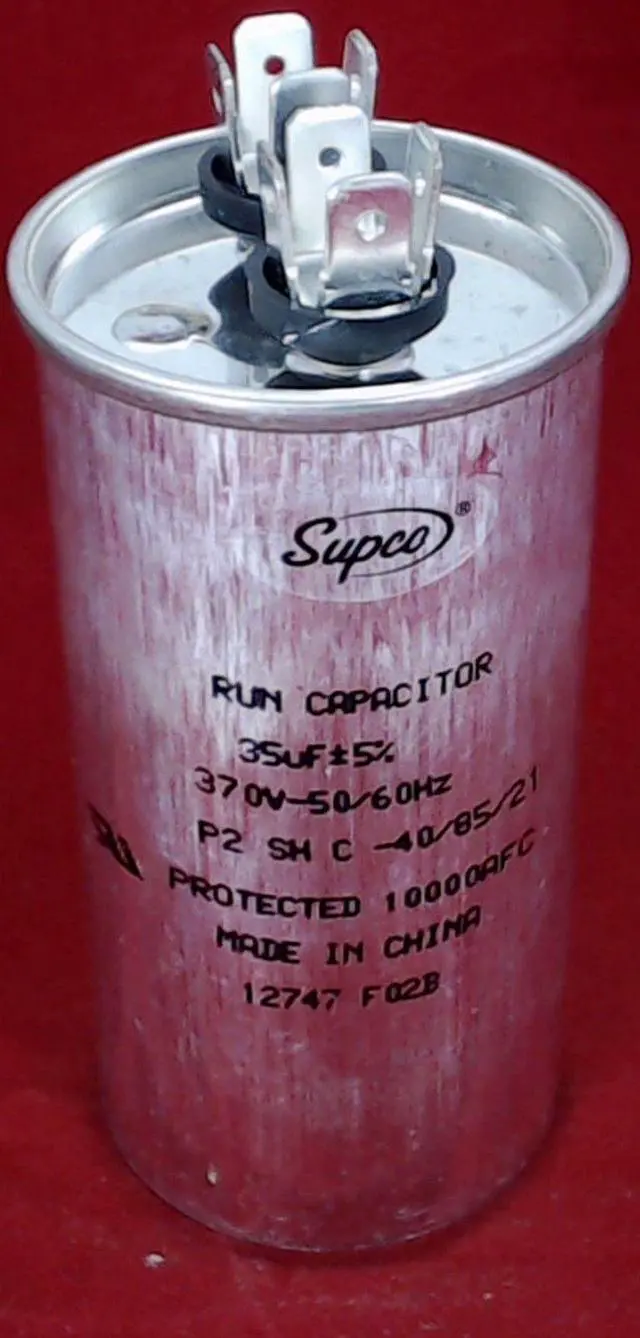 Supco®
RUN CAPACITOR
35uF±5%
370V-50/60Hz
P2 SH C -40/85/21
PROTECTED 10000AFC
MADE IN CHINA
12747 F02B